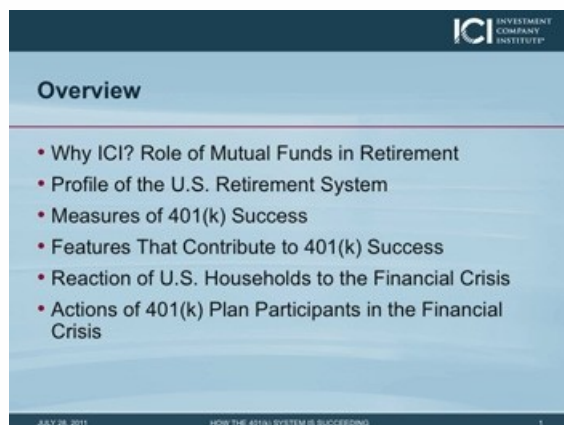 ICI INVESTMENT
COMPANY
INSTITUTE®
Overview
• Why ICI? Role of Mutual Funds in Retirement
• Profile of the U.S. Retirement System
• Measures of 401(k) Success
• Features That Contribute to 401(k) Success
• Reaction of U.S. Households to the Financial Crisis
• Actions of 401(k) Plan Participants in the Financial
Crisis
JULY 28, 2011 HOW THE 401(k) SYSTEM IS SUCCEEDING 1